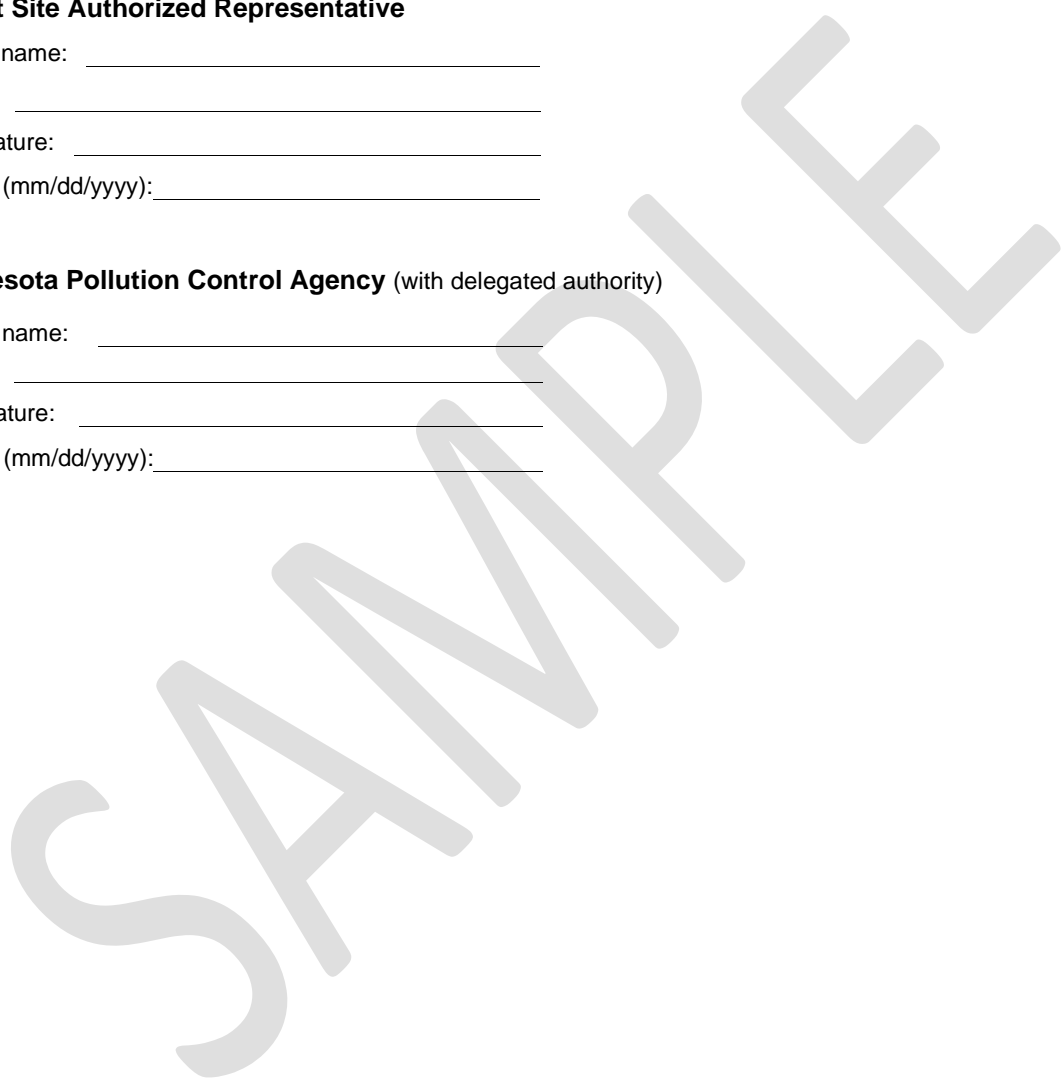 t Site Authorized Representative
name:
ature:
(mm/dd/yyyy):
esota Pollution Control Agency (with delegated authority)
name:
ature:
(mm/dd/yyyy):
SAMPLE